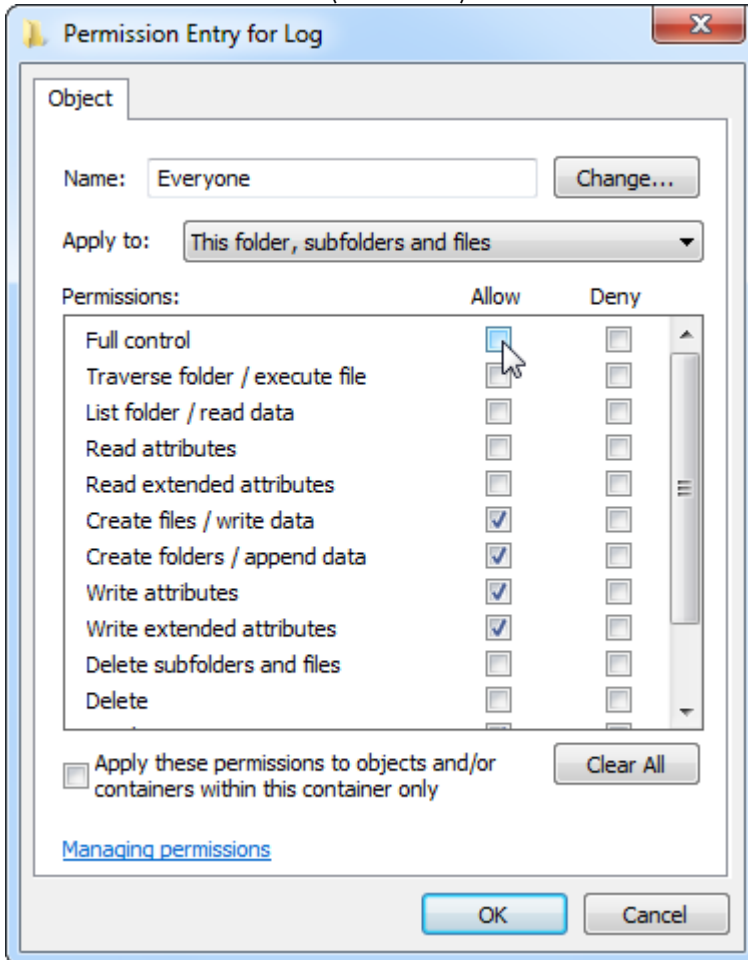 Permission Entry for Log
Object
Name: Everyone Change...
Apply to: This folder, subfolders and files
Permissions: Allow Deny
Full control
Traverse folder / execute file
List folder / read data
Read attributes
Read extended attributes
Create files / write data
Create folders / append data
Write attributes
Write extended attributes
Delete subfolders and files
Delete
Apply these permissions to objects and/or Clear All
containers within this container only
Managing permissions
OK Cancel